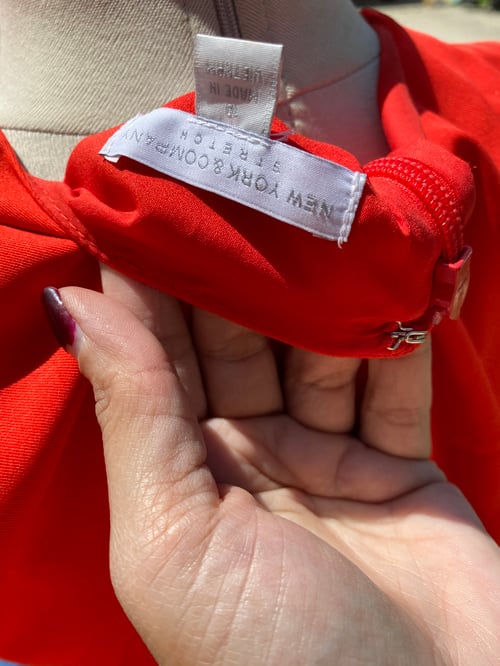 NEW YORK & COMPANY
STRETCH
MADE IN
VIETNAM